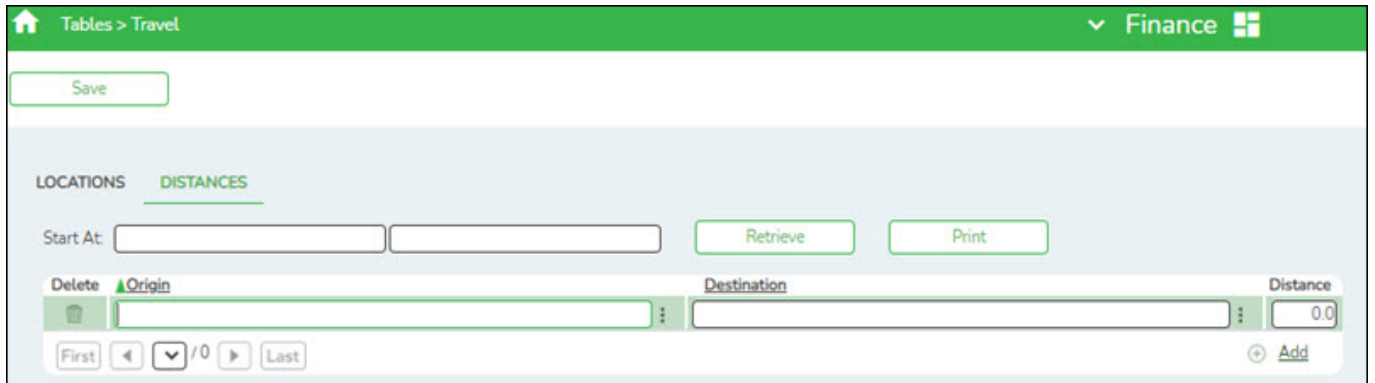 Tables > Travel
Finance
Save
LOCATIONS DISTANCES
Start At: Retrieve Print
Delete Origin Destination Distance
0.0
First / 0 Last Add